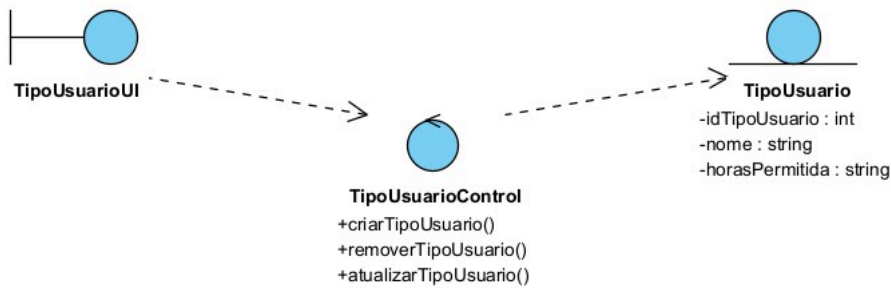 TipoUsuarioUI
TipoUsuario
-idTipoUsuario : int
-nome : string
-horasPermitida : string
TipoUsuarioControl
+criarTipoUsuario()
+removerTipoUsuario()
+atualizarTipoUsuario()